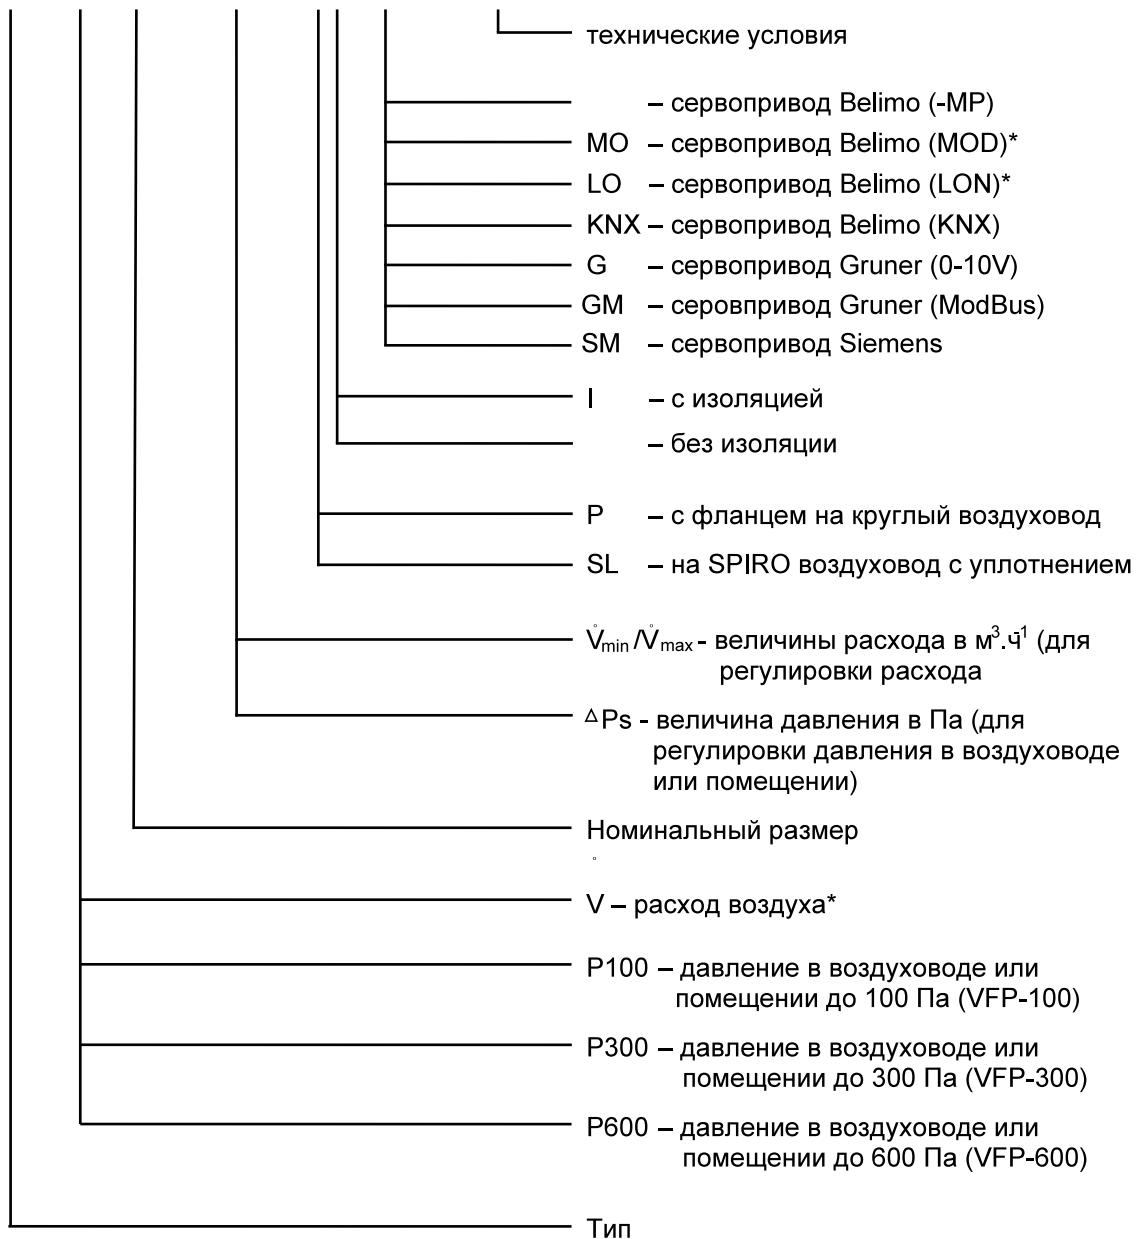 технические условия
– сервопривод Belimo (-MP)
MO – сервопривод Belimo (MOD)*
LO – сервопривод Belimo (LON)*
KNX – сервопривод Belimo (KNX)
G – сервопривод Gruner (0-10V)
GM – серовпривод Gruner (ModBus)
SM – сервопривод Siemens
I – с изоляцией
– без изоляции
P – с фланцем на круглый воздуховод
SL – на SPIRO воздуховод с уплотнением
V̊min /V̊max - величины расхода в м³.ч⁻¹ (для
регулировки расхода
△Ps - величина давления в Па (для
регулировки давления в воздуховоде
или помещении)
Номинальный размер
V – расход воздуха*
P100 – давление в воздуховоде или
помещении до 100 Па (VFP-100)
P300 – давление в воздуховоде или
помещении до 300 Па (VFP-300)
P600 – давление в воздуховоде или
помещении до 600 Па (VFP-600)
Тип